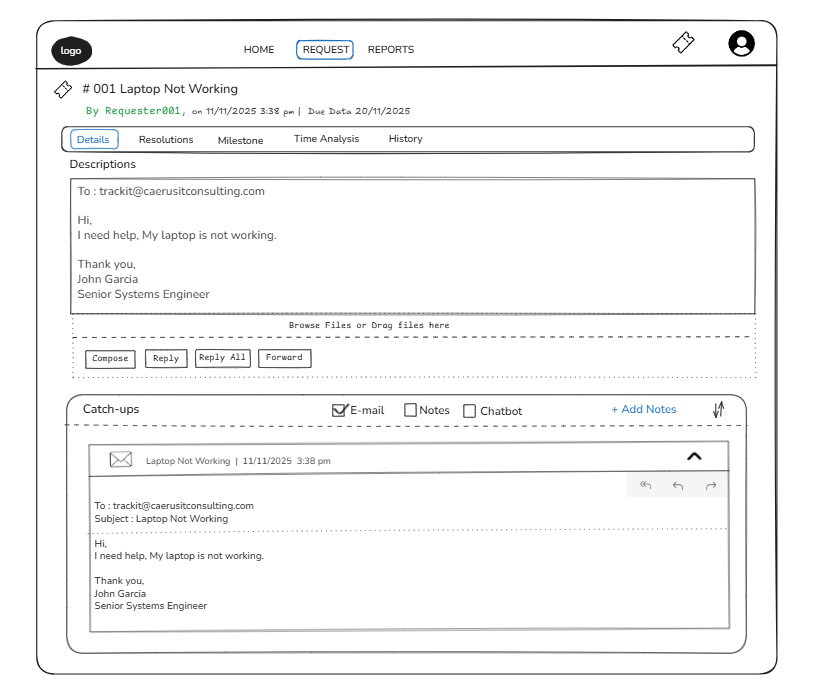 logo
HOME REQUEST REPORTS
# 001 Laptop Not Working
By Requester001, on 11/11/2025 3:38 pm | Due Data 20/11/2025
Details Resolutions Milestone Time Analysis History
Descriptions
To : trackit@caerusitconsulting.com
Hi,
I need help, My laptop is not working.
Thank you,
John Garcia
Senior Systems Engineer
Browse Files or Drag files here
Compose Reply Reply All Forward
Catch-ups E-mail Notes Chatbot + Add Notes
Laptop Not Working | 11/11/2025 3:38 pm
To : trackit@caerusitconsulting.com
Subject : Laptop Not Working
Hi,
I need help, My laptop is not working.
Thank you,
John Garcia
Senior Systems Engineer